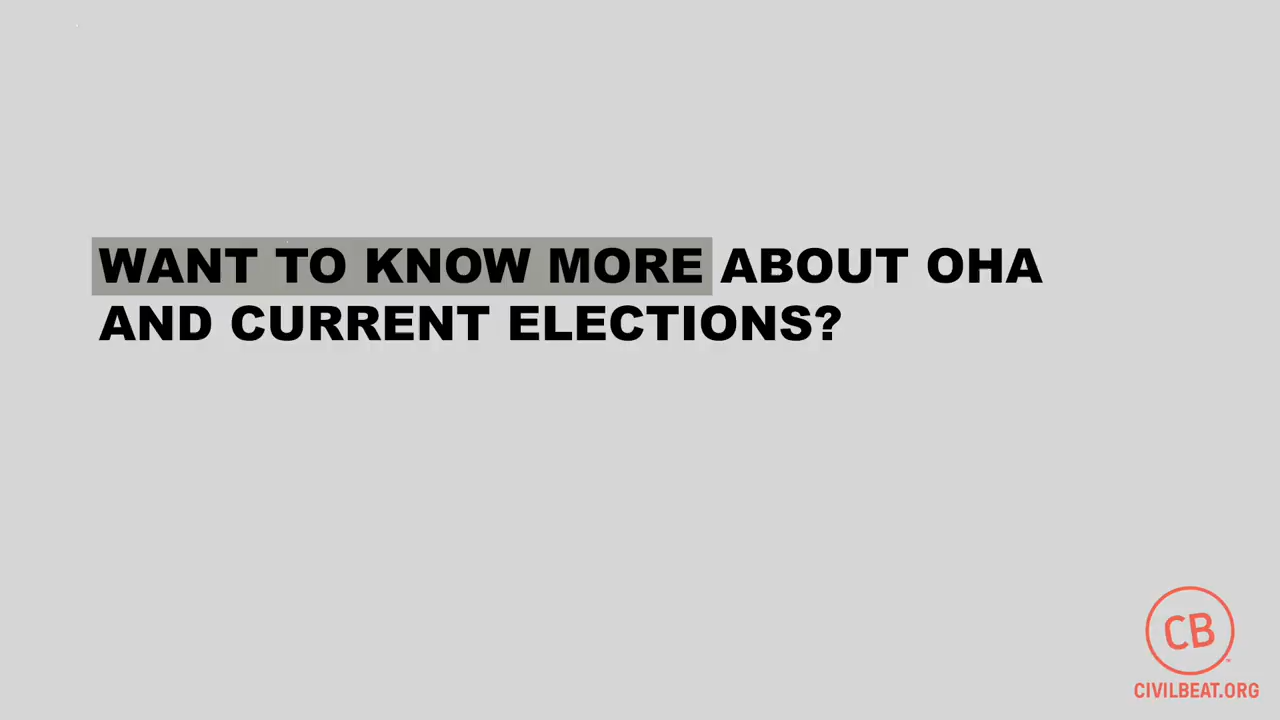 WANT TO KNOW MORE ABOUT OHA
AND CURRENT ELECTIONS?
CB
CIVILBEAT.ORG